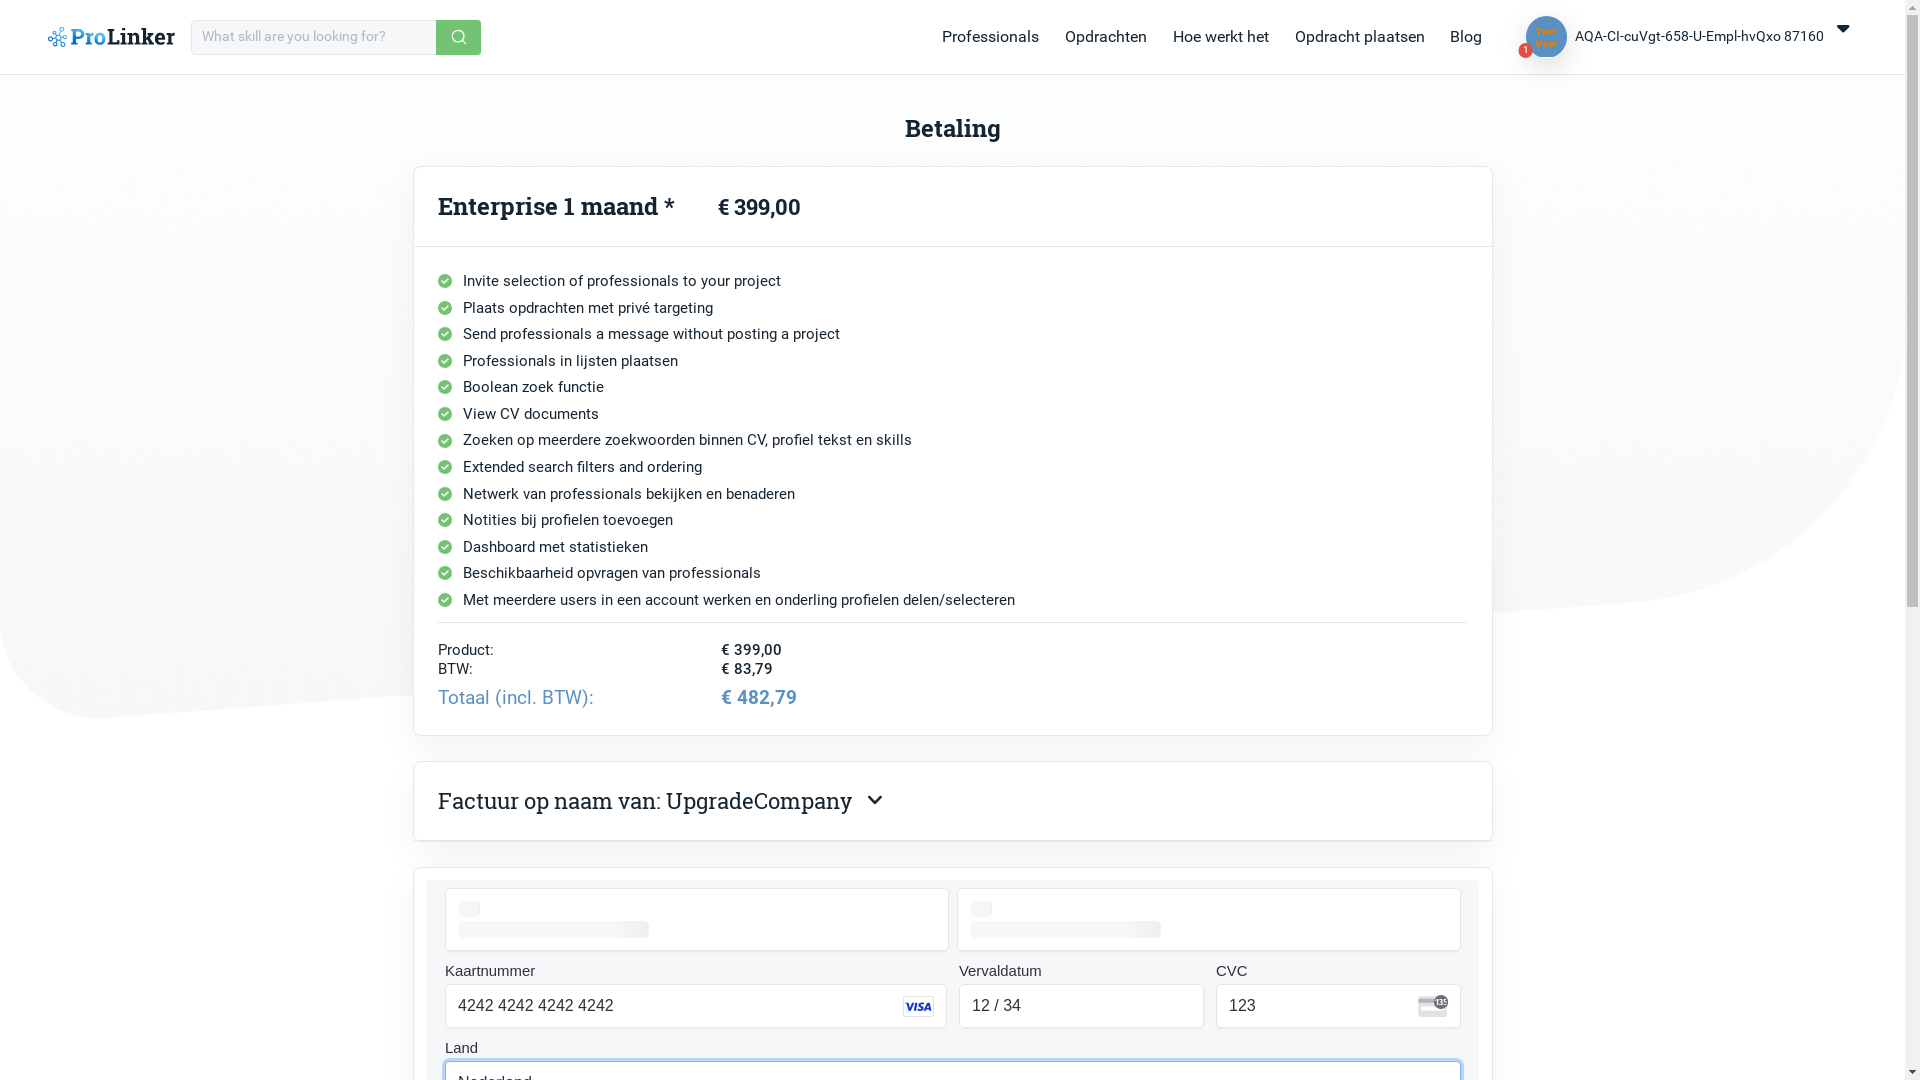 ProLinker
What skill are you looking for?
Professionals
Opdrachten
Hoe werkt het
Opdracht plaatsen
Blog
Test
User
1
AQA-CI-cuVgt-658-U-Empl-hvQxo 87160
Betaling
Enterprise 1 maand * € 399,00
Invite selection of professionals to your project
Plaats opdrachten met privé targeting
Send professionals a message without posting a project
Professionals in lijsten plaatsen
Boolean zoek functie
View CV documents
Zoeken op meerdere zoekwoorden binnen CV, profiel tekst en skills
Extended search filters and ordering
Netwerk van professionals bekijken en benaderen
Notities bij profielen toevoegen
Dashboard met statistieken
Beschikbaarheid opvragen van professionals
Met meerdere users in een account werken en onderling profielen delen/selecteren
Product: € 399,00
BTW: € 83,79
Totaal (incl. BTW): € 482,79
Factuur op naam van: UpgradeCompany
Kaartnummer
Vervaldatum
CVC
4242 4242 4242 4242
VISA
12 / 34
123
135
Land
Nederland